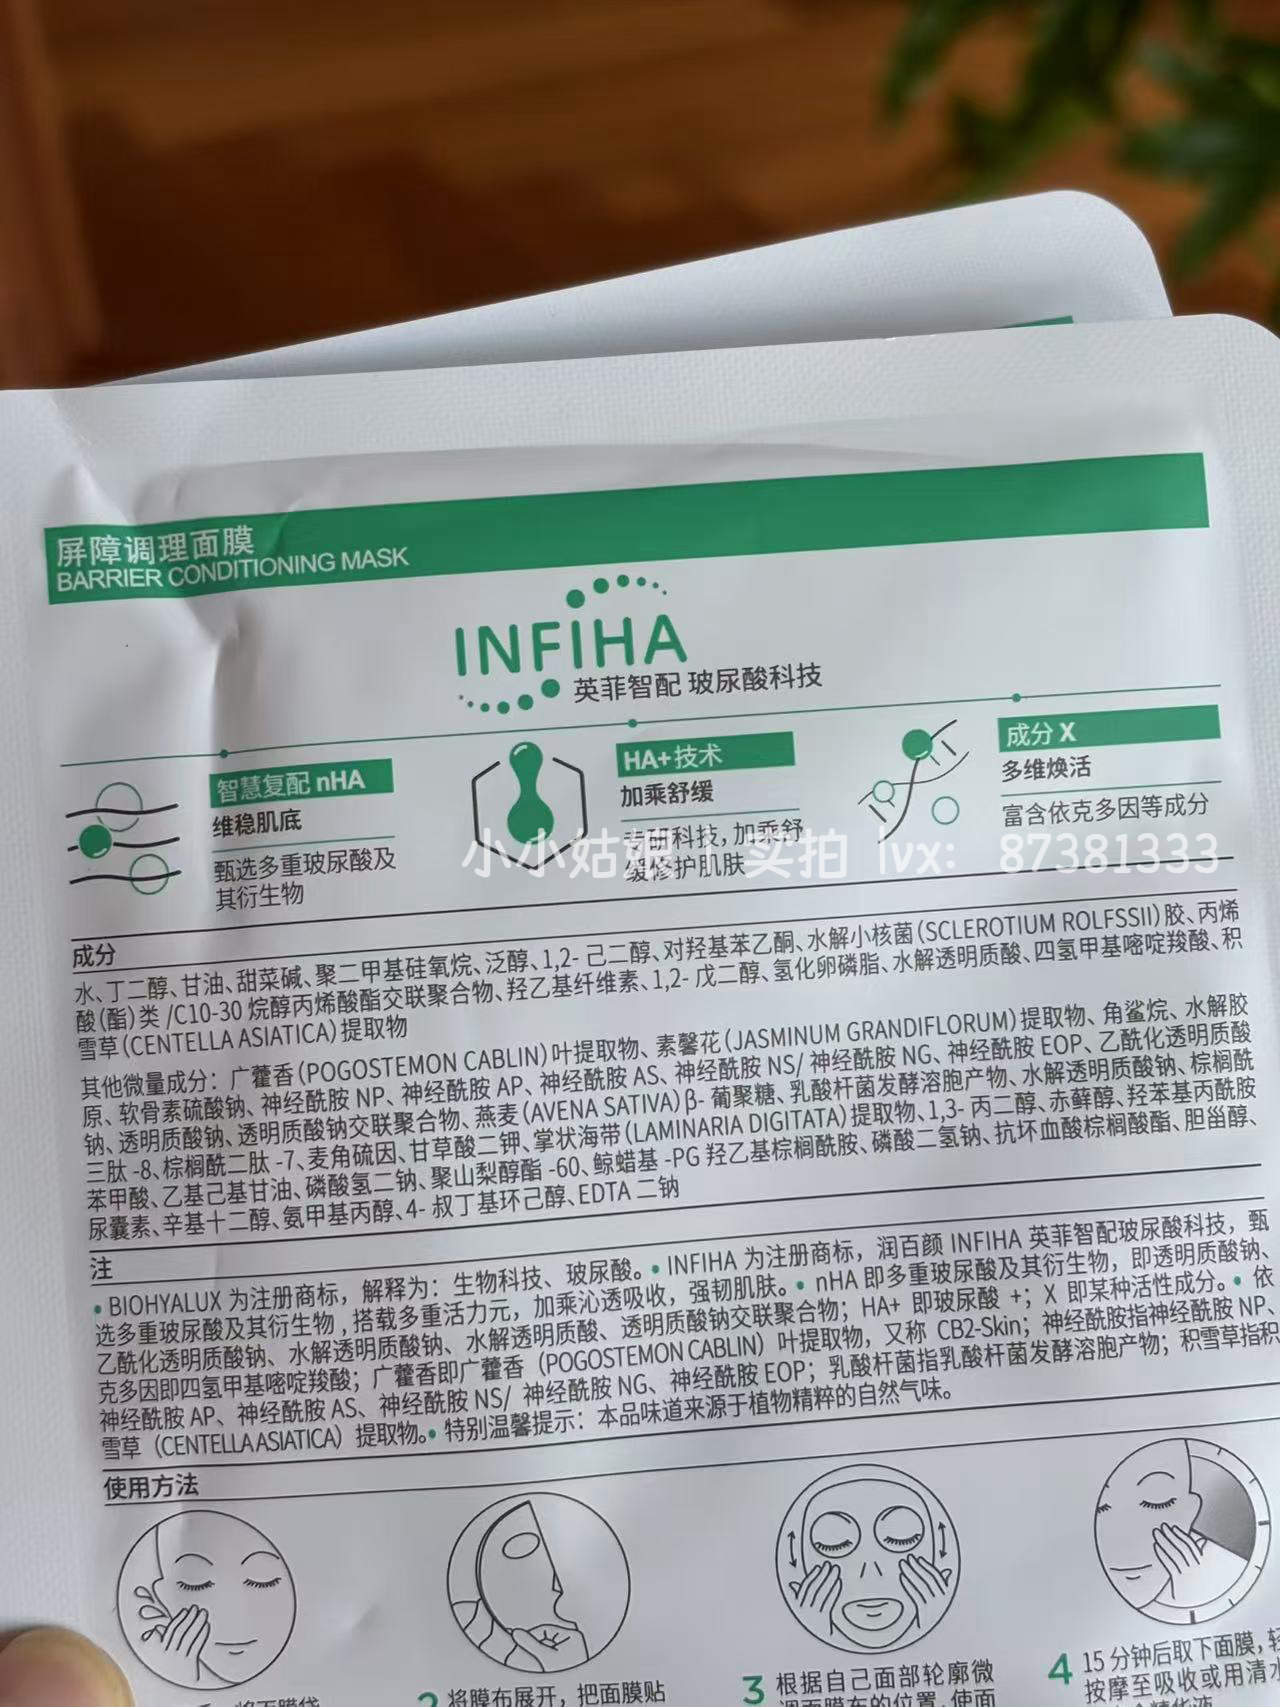 屏障调理面膜
BARRIER CONDITIONING MASK
INFIHA
英菲智配 玻尿酸科技
智慧复配 nHA
维稳肌底
甄选多重玻尿酸及
其衍生物
HA+技术
加乘舒缓
专研科技，加乘舒
缓修护肌肤
成分 X
多维焕活
富含依克多因等成分
小小姑 实拍 lvx: 87381333
成分
水、丁二醇、甘油、甜菜碱、聚二甲基硅氧烷、泛醇、1,2- 己二醇、对羟基苯乙酮、水解小核菌(SCLEROTIUM ROLFSSII)胶、丙烯
酸(酯)类 /C10-30 烷醇丙烯酸酯交联聚合物、羟乙基纤维素、1,2- 戊二醇、氢化卵磷脂、水解透明质酸、四氢甲基嘧啶羧酸、积
雪草(CENTELLA ASIATICA)提取物
其他微量成分：广藿香(POGOSTEMON CABLIN)叶提取物、素馨花(JASMINUM GRANDIFLORUM)提取物、角鲨烷、水解胶
原、软骨素硫酸钠、神经酰胺 NP、神经酰胺 AP、神经酰胺 AS、神经酰胺 NS/ 神经酰胺 NG、神经酰胺 EOP、乙酰化透明质酸
钠、透明质酸钠、透明质酸钠交联聚合物、燕麦(AVENA SATIVA)β- 葡聚糖、乳酸杆菌发酵溶胞产物、水解透明质酸钠、棕榈酰
三肽 -8、棕榈酰二肽 -7、麦角硫因、甘草酸二钾、掌状海带(LAMINARIA DIGITATA)提取物、1,3- 丙二醇、赤藓醇、羟苯基丙酰胺
苯甲酸、乙基己基甘油、磷酸氢二钠、聚山梨醇酯 -60、鲸蜡基 -PG 羟乙基棕榈酰胺、磷酸二氢钠、抗坏血酸棕榈酸酯、胆甾醇、
尿囊素、辛基十二醇、氨甲基丙醇、4- 叔丁基环己醇、EDTA 二钠
注
• BIOHYALUX 为注册商标，解释为：生物科技、玻尿酸。• INFIHA 为注册商标，润百颜 INFIHA 英菲智配玻尿酸科技，甄
选多重玻尿酸及其衍生物，搭载多重活力元，加乘沁透吸收，强韧肌肤。• nHA 即多重玻尿酸及其衍生物，即透明质酸钠、
乙酰化透明质酸钠、水解透明质酸钠、水解透明质酸、透明质酸钠交联聚合物；HA+ 即玻尿酸 +；X 即某种活性成分。• 依
克多因即四氢甲基嘧啶羧酸；广藿香即广藿香（POGOSTEMON CABLIN）叶提取物，又称 CB2-Skin；神经酰胺指神经酰胺 NP、
神经酰胺 AP、神经酰胺 AS、神经酰胺 NS/ 神经酰胺 NG、神经酰胺 EOP；乳酸杆菌指乳酸杆菌发酵溶胞产物；积雪草指积
雪草（CENTELLA ASIATICA）提取物。• 特别温馨提示：本品味道来源于植物精粹的自然气味。
使用方法
2 将膜布展开，把面膜贴
3 根据自己面部轮廓微
调面膜布的位置，使面
4 15 分钟后取下面膜，轻
按摩至吸收或用清水